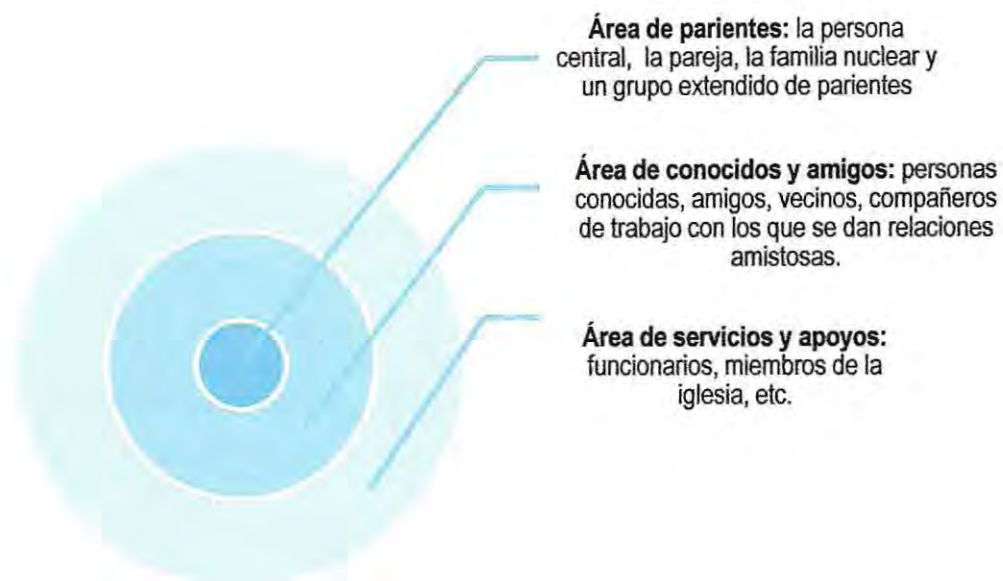 Área de parientes: la persona
central, la pareja, la familia nuclear y
un grupo extendido de parientes
Área de conocidos y amigos: personas
conocidas, amigos, vecinos, compañeros
de trabajo con los que se dan relaciones
amistosas.
Área de servicios y apoyos:
funcionarios, miembros de la
iglesia, etc.